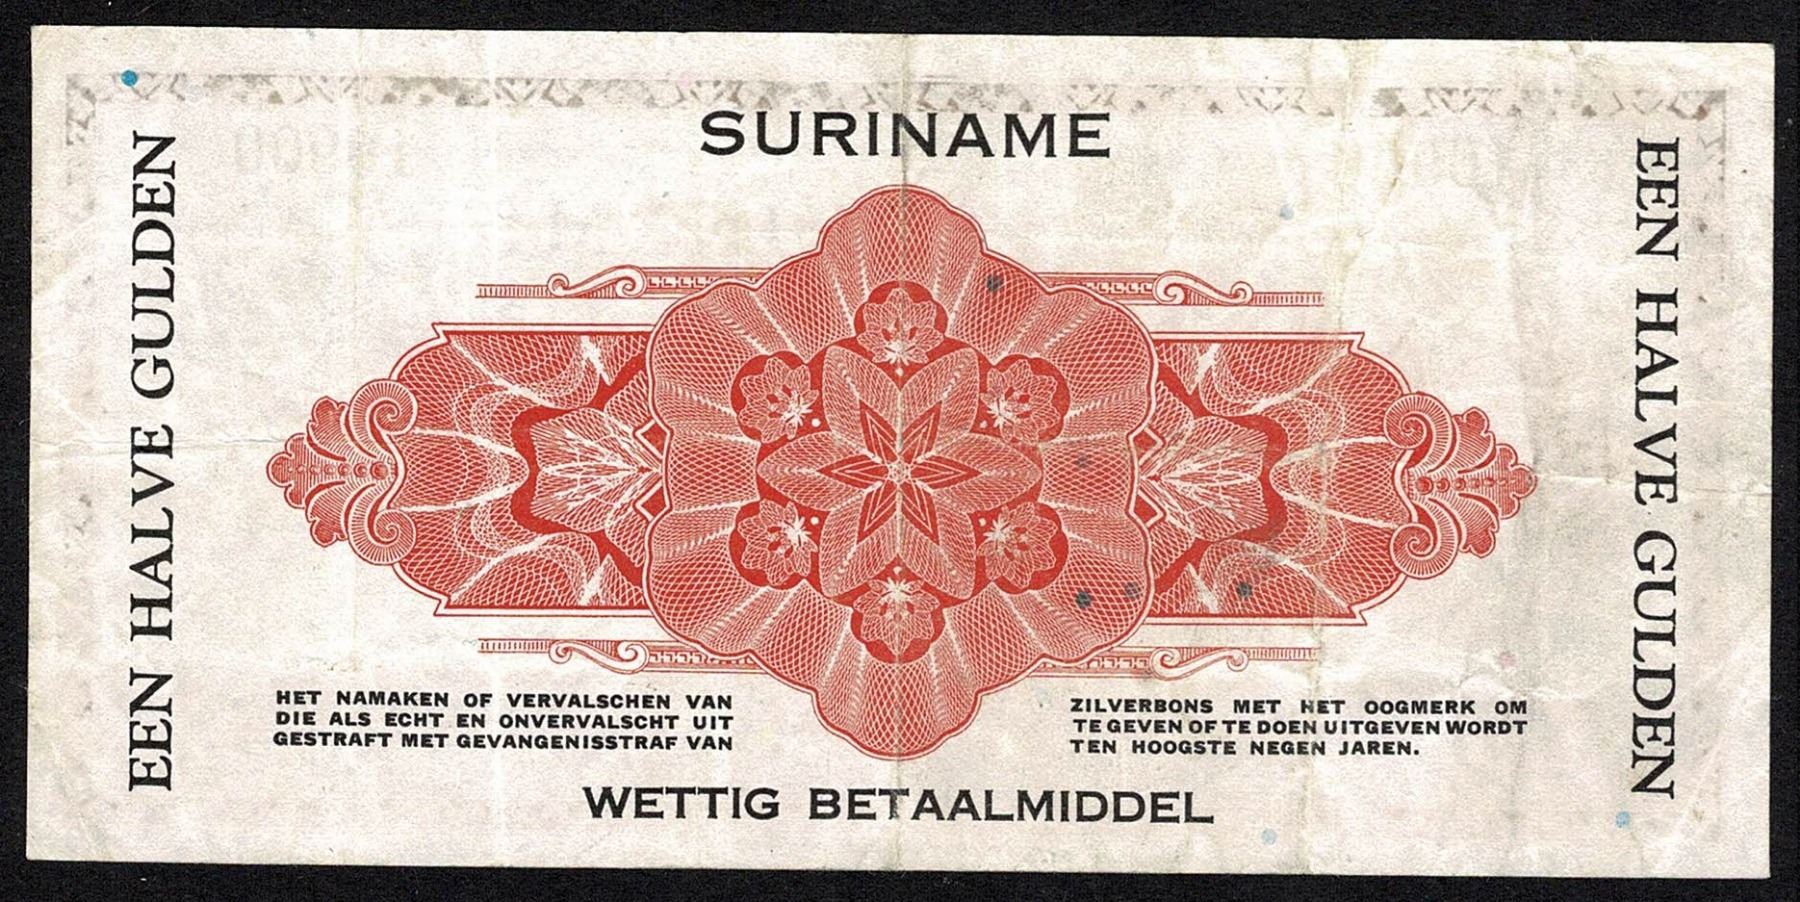 SURINAME
EEN HALVE GULDEN
EEN HALVE GULDEN
HET NAMAKEN OF VERVALSCHEN VAN
DIE ALS ECHT EN ONVERVALSCHT UIT
GESTRAFT MET GEVANGENISSTRAF VAN
ZILVERBONS MET HET OOGMERK OM
TE GEVEN OF TE DOEN UITGEVEN WORDT
TEN HOOGSTE NEGEN JAREN.
WETTIG BETAALMIDDEL